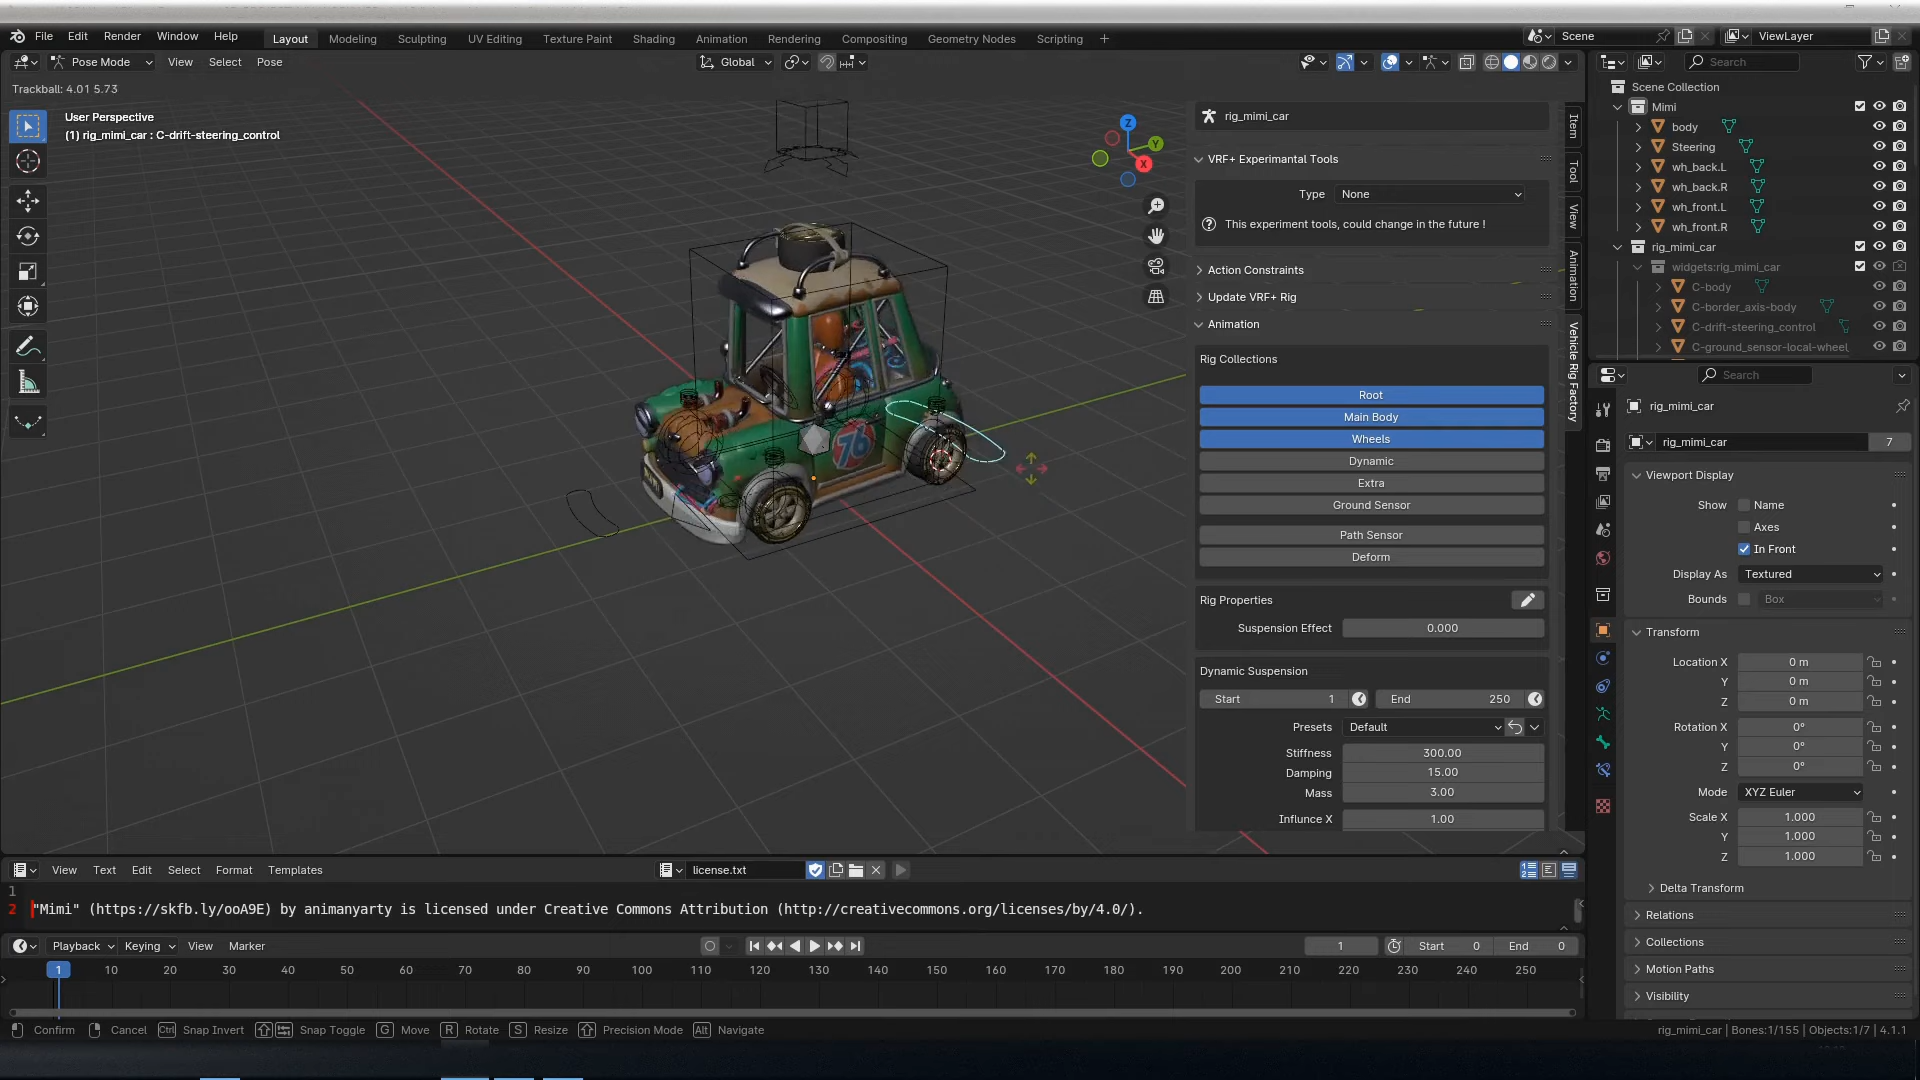 File Edit Render Window Help Layout Modeling Sculpting UV Editing Texture Paint Shading Animation Rendering Compositing Geometry Nodes Scripting + Scene ViewLayer
Pose Mode View Select Pose Global Search
Trackball: 4.01 5.73
User Perspective
(1) rig_mimi_car : C-drift-steering_control
Z
Y
X
76
rig_mimi_car
VRF+ Experimantal Tools
Type None
This experiment tools, could change in the future !
Action Constraints
Update VRF+ Rig
Animation
Rig Collections
Root
Main Body
Wheels
Dynamic
Extra
Ground Sensor
Path Sensor
Deform
Rig Properties
Suspension Effect 0.000
Dynamic Suspension
Start 1 End 250
Presets Default
Stiffness 300.00
Damping 15.00
Mass 3.00
Influnce X 1.00
Item
Tool
View
Animation
Vehicle Rig Factory
Scene Collection
Mimi
body
Steering
wh_back.L
wh_back.R
wh_front.L
wh_front.R
rig_mimi_car
widgets:rig_mimi_car
C-body
C-border_axis-body
C-drift-steering_control
C-ground_sensor-local-wheel
Search
rig_mimi_car
rig_mimi_car 7
Viewport Display
Show Name
Axes
In Front
Display As Textured
Bounds Box
Transform
Location X 0 m
Y 0 m
Z 0 m
Rotation X 0°
Y 0°
Z 0°
Mode XYZ Euler
Scale X 1.000
Y 1.000
Z 1.000
Delta Transform
Relations
Collections
Motion Paths
Visibility
View Text Edit Select Format Templates license.txt
1
2 "Mimi" (https://skfb.ly/ooA9E) by animanyarty is licensed under Creative Commons Attribution (http://creativecommons.org/licenses/by/4.0/).
Playback Keying View Marker 1 Start 0 End 0
1 10 20 30 40 50 60 70 80 90 100 110 120 130 140 150 160 170 180 190 200 210 220 230 240 250
Confirm Cancel Ctrl Snap Invert Snap Toggle G Move R Rotate S Resize Precision Mode Alt Navigate rig_mimi_car | Bones:1/155 | Objects:1/7 | 4.1.1